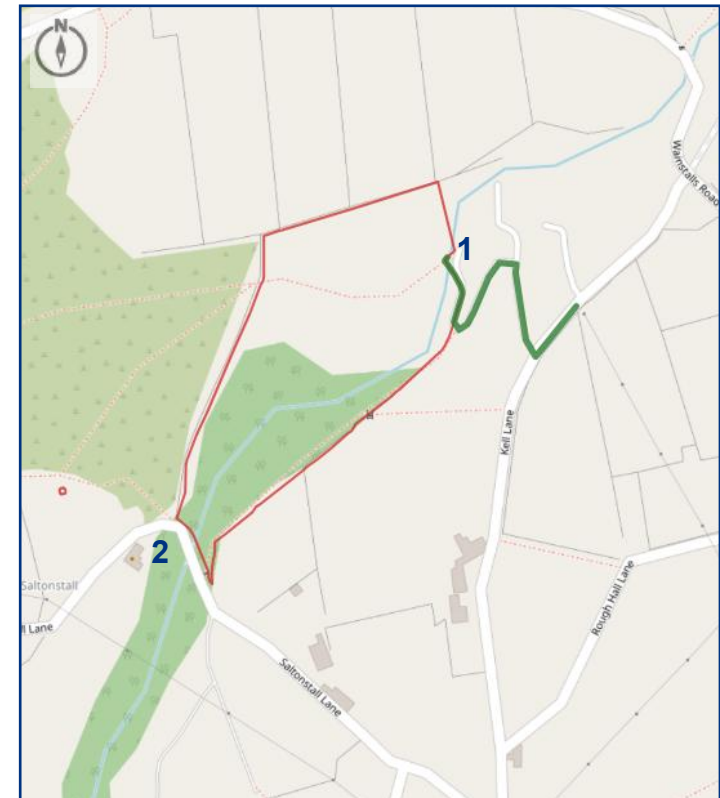 N
Wainstalls Road
1
Kell Lane
2
Saltonstall
ll Lane
Rough Hall Lane
Saltonstall Lane